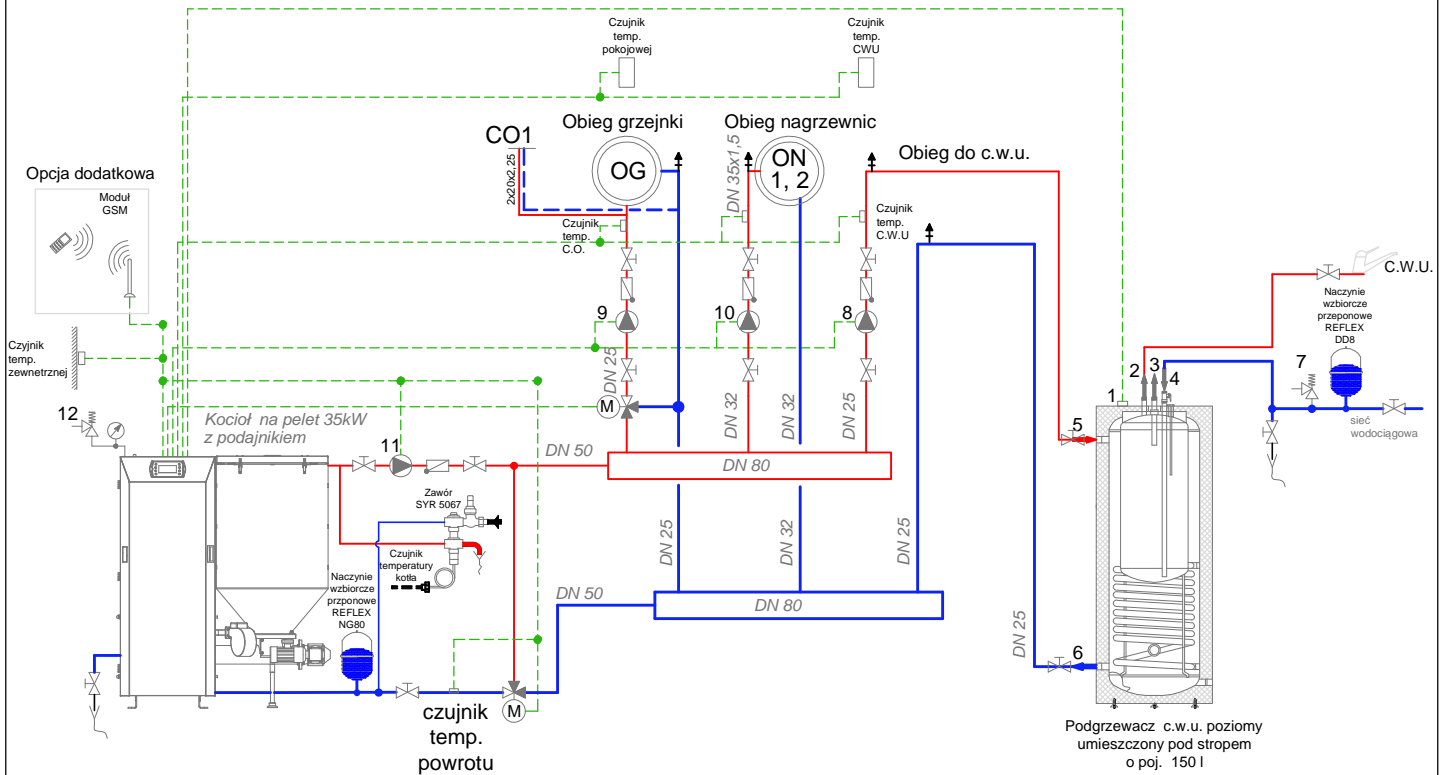 Czujnik
temp.
pokojowej
Czujnik
temp.
CWU
CO1
2x20x2,25
Obieg grzejnki
OG
Obieg nagrzewnic
ON
1, 2
DN 35x1,5
Obieg do c.w.u.
Opcja dodatkowa
Moduł
GSM
Czujnik
temp.
C.O.
Czujnik
temp.
C.W.U
C.W.U.
Naczynie
wzbiorcze
przeponowe
REFLEX
DD8
9
10
8
Czyjnik
temp.
zewnetrznej
DN 25
DN 32
DN 32
DN 25
M
12
Kocioł na pelet 35kW
z podajnikiem
11
DN 50
DN 80
1
2
3
4
5
7
sieć
wodociągowa
Zawór
SYR 5067
Czujnik
temperatury
kotła
DN 25
DN 32
DN 25
Naczynie
wzbiorcze
przponowe
REFLEX
NG80
DN 50
DN 80
DN 25
6
M
czujnik
temp.
powrotu
Podgrzewacz c.w.u. poziomy
umieszczony pod stropem
o poj. 150 l